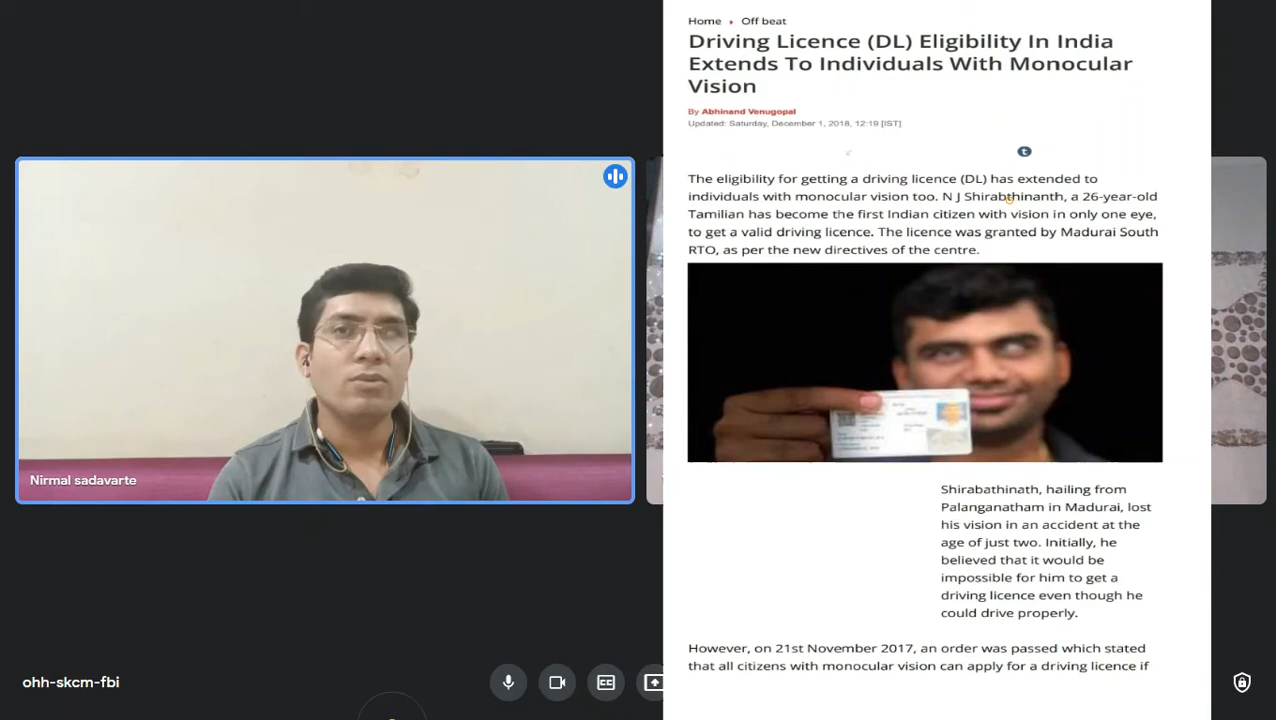 Home ▸ Off beat
Driving Licence (DL) Eligibility In India
Extends To Individuals With Monocular
Vision
By Abhinand Venugopal
Updated: Saturday, December 1, 2018, 12:19 [IST]
t
The eligibility for getting a driving licence (DL) has extended to
individuals with monocular vision too. N J Shirabthinanth, a 26-year-old
Tamilian has become the first Indian citizen with vision in only one eye,
to get a valid driving licence. The licence was granted by Madurai South
RTO, as per the new directives of the centre.
Shirabathinath, hailing from
Palanganatham in Madurai, lost
his vision in an accident at the
age of just two. Initially, he
believed that it would be
impossible for him to get a
driving licence even though he
could drive properly.
However, on 21st November 2017, an order was passed which stated
that all citizens with monocular vision can apply for a driving licence if
Nirmal sadavarte
ohh-skcm-fbi
CC